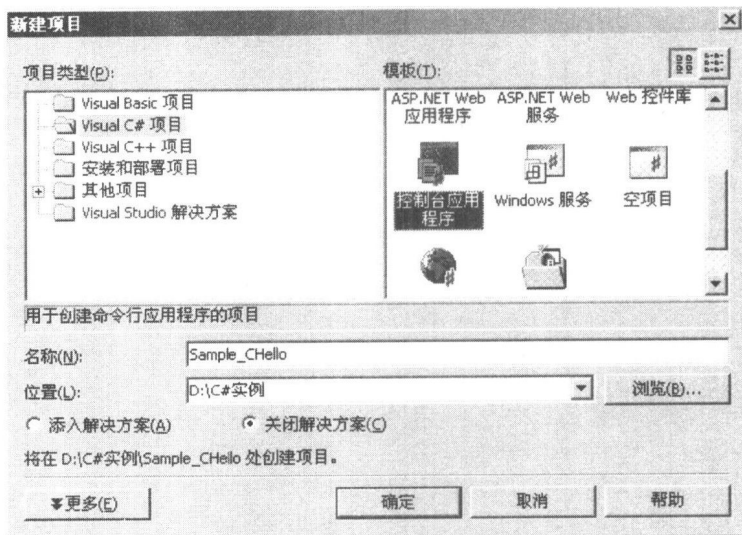 新建项目
项目类型(P):
模板(T):
Visual Basic 项目
Visual C# 项目
Visual C++ 项目
安装和部署项目
其他项目
Visual Studio 解决方案
ASP.NET Web 应用程序
ASP.NET Web 服务
Web 控件库
控制台应用程序
Windows 服务
空项目
用于创建命令行应用程序的项目
名称(N):
Sample_CHello
位置(L):
D:\C#实例
浏览(B)...
添入解决方案(A)
关闭解决方案(C)
将在 D:\C#实例\Sample_CHello 处创建项目。
更多(E)
确定
取消
帮助